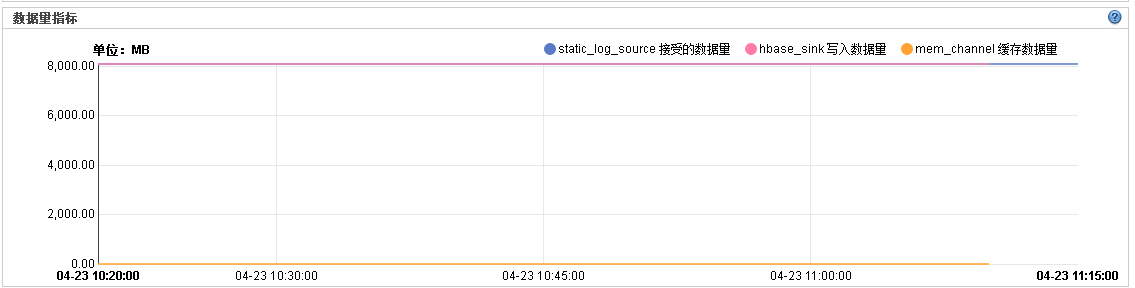 数据量指标
单位：MB
static_log_source 接受的数据量 hbase_sink 写入数据量 mem_channel 缓存数据量
8,000.00
6,000.00
4,000.00
2,000.00
0.00
04-23 10:20:00 04-23 10:30:00 04-23 10:45:00 04-23 11:00:00 04-23 11:15:00